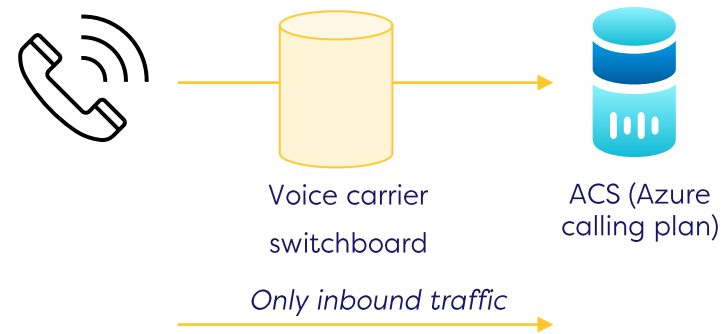 Voice carrier
switchboard
ACS (Azure
calling plan)
Only inbound traffic